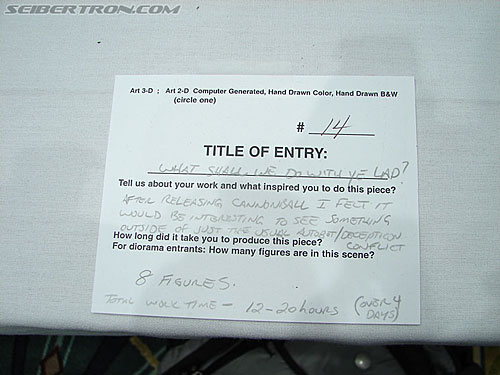 SEIBERTRON.COM
Art 3-D ; Art 2-D Computer Generated, Hand Drawn Color, Hand Drawn B&W
(circle one)
# 14
TITLE OF ENTRY:
WHAT SHALL WE DO WITH YE LAD?
Tell us about your work and what inspired you to do this piece?
AFTER RELEASING CANNONBALL I FELT IT
WOULD BE INTERESTING TO SEE SOMETHING
OUTSIDE OF JUST THE USUAL AUTOBOT/DECEPTICON
CONFLICT
How long did it take you to produce this piece?
For diorama entrants: How many figures are in this scene?
8 FIGURES.
TOTAL WORK TIME - 12-20 HOURS (OVER 4
DAYS)